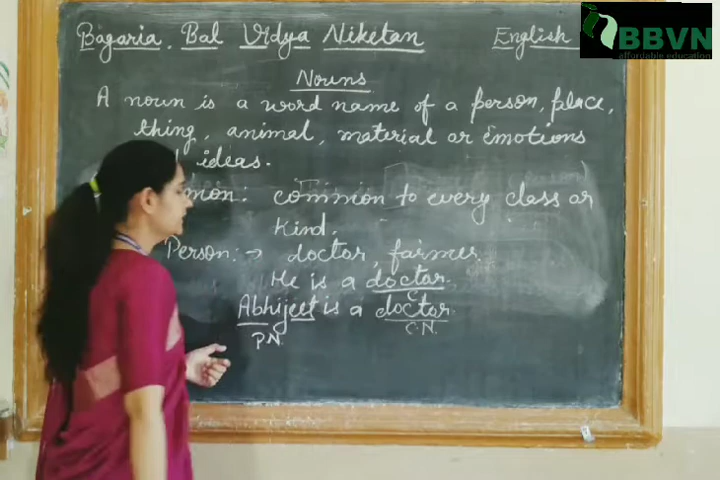 Bagaria Bal Vidya Niketan English
BBVN
affordable education
Nouns
A noun is a word name of a person, place,
thing, animal, material or emotions
ideas.
common to every class or
kind.
Person:→ doctor, farmer.
He is a doctor.
C
Abhijeet is a doctor.
P.N. C.N.